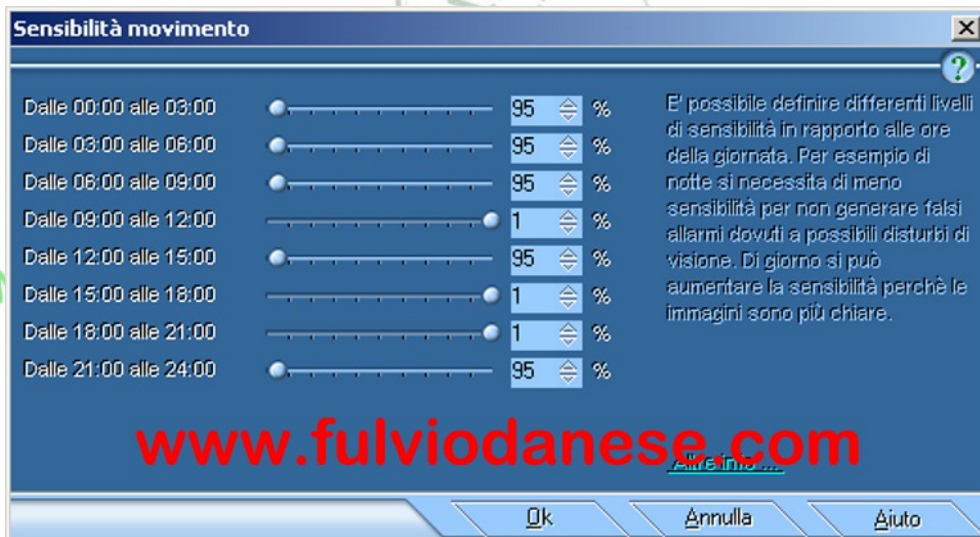 Sensibilità movimento
?
Dalle 00:00 alle 03:00 95 %
Dalle 03:00 alle 06:00 95 %
Dalle 06:00 alle 09:00 95 %
Dalle 09:00 alle 12:00 1 %
Dalle 12:00 alle 15:00 95 %
Dalle 15:00 alle 18:00 1 %
Dalle 18:00 alle 21:00 1 %
Dalle 21:00 alle 24:00 95 %
E' possibile definire differenti livelli
di sensibilità in rapporto alle ore
della giornata. Per esempio di
notte si necessita di meno
sensibilità per non generare falsi
allarmi dovuti a possibili disturbi di
visione. Di giorno si può
aumentare la sensibilità perchè le
immagini sono più chiare.
www.fulviodanese.com
Altre info ...
Ok
Annulla
Aiuto